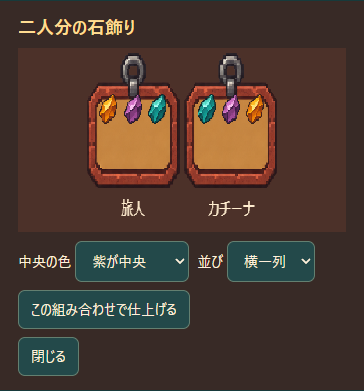 二人分の石飾り
旅人 カチーナ
中央の色 紫が中央 並び 横一列
この組み合わせで仕上げる
閉じる